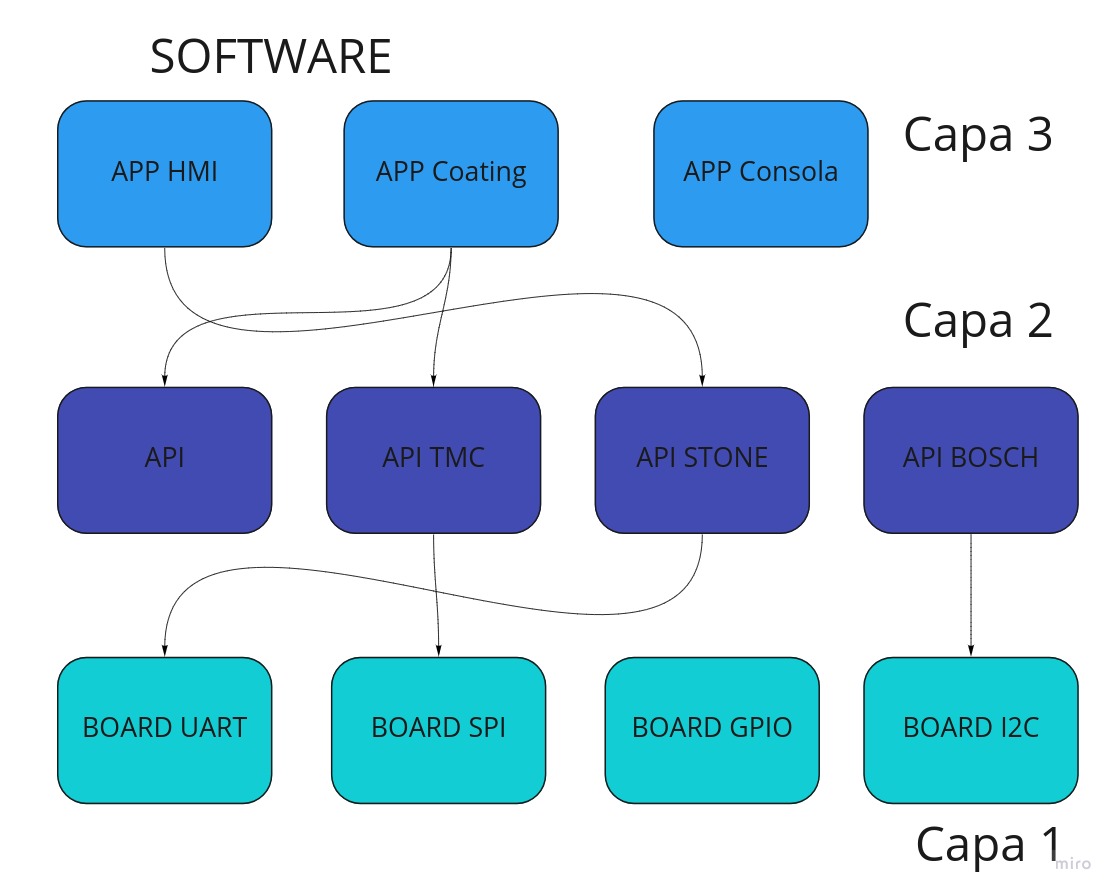 SOFTWARE
APP HMI
APP Coating
APP Consola
Capa 3
Capa 2
API
API TMC
API STONE
API BOSCH
BOARD UART
BOARD SPI
BOARD GPIO
BOARD I2C
Capa 1
miro